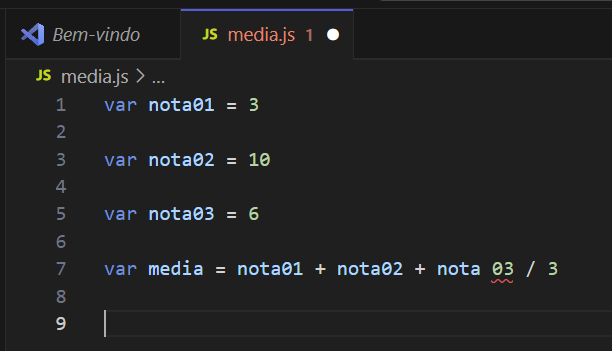 Bem-vindo JS media.js 1
JS media.js > ...
1 var nota01 = 3
2
3 var nota02 = 10
4
5 var nota03 = 6
6
7 var media = nota01 + nota02 + nota 03 / 3
8
9